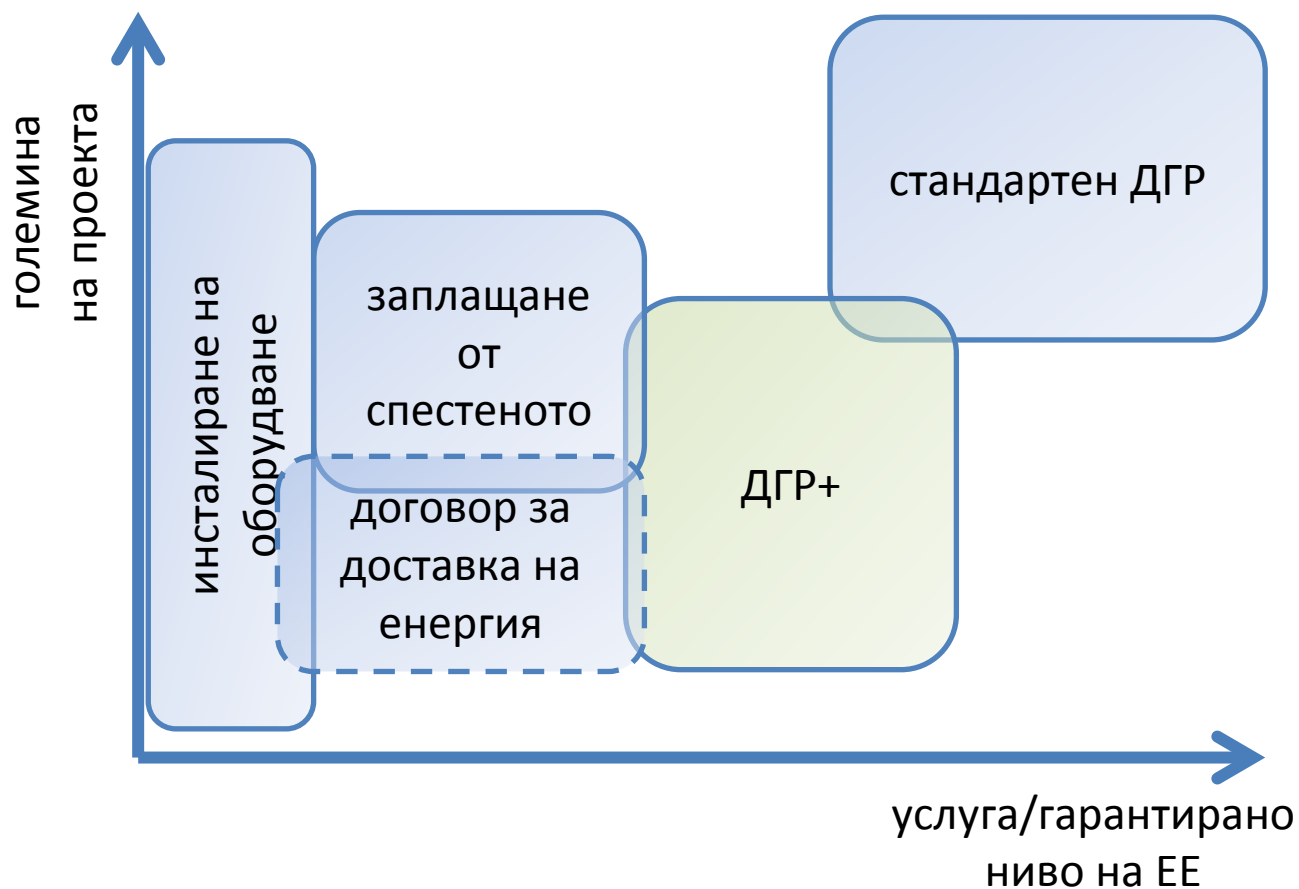 големина
на проекта
инсталиране на
оборудване
заплащане
от
спестеното
договор за
доставка на
енергия
ДГР+
стандартен ДГР
услуга/гарантирано
ниво на ЕЕ